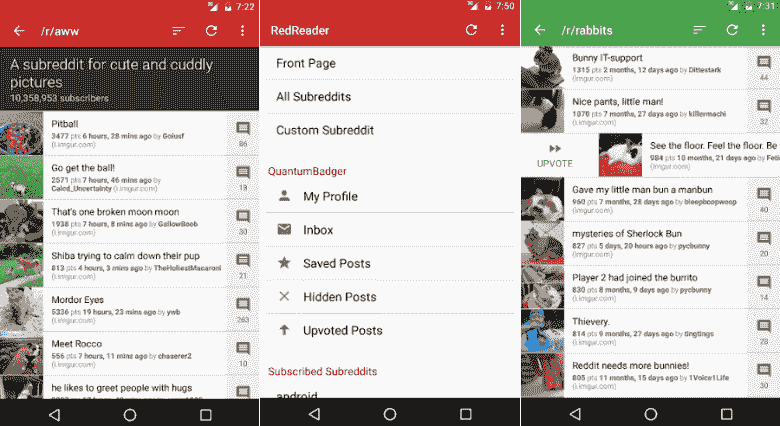 7:22
/r/aww
A subreddit for cute and cuddly
pictures
10,358,953 subscribers
Pitball
3477 pts 6 hours, 28 mins ago by Goiusf
(i.imgur.com)
86
Go get the ball!
2571 pts 7 hours, 46 mins ago by
Caled_Uncertainty (i.imgur.com)
13
That's one broken moon moon
1938 pts 7 hours, 8 mins ago by GallowBoob
(i.imgur.com)
30
Shiba trying to calm down their pup
813 pts 4 hours, 3 mins ago by TheHoliestMacaroni
(i.imgur.com)
21
Mordor Eyes
5336 pts 19 hours, 23 mins ago by ywb
(i.imgur.com)
263
Meet Rocco
556 pts 7 hours, 11 mins ago by chaserer2
(i.imgur.com)
10
he likes to greet people with hugs
7:50
RedReader
Front Page
All Subreddits
Custom Subreddit
QuantumBadger
My Profile
Inbox
Saved Posts
Hidden Posts
Upvoted Posts
Subscribed Subreddits
android
7:31
/r/rabbits
Bunny IT-support
1315 pts 2 months, 12 days ago by Dittestark
(imgur.com)
44
Nice pants, little man!
1070 pts 7 months, 27 days ago by killermachi
(imgur.com)
32
UPVOTE
See the floor. Feel the floor. Be
984 pts 10 months, 21 days ago by
(i.imgur.com)
Gave my little man bun a manbun
960 pts 7 months, 28 days ago by bleepboopweep
(i.imgur.com)
40
mysteries of Sherlock Bun
827 pts 5 days, 20 hours ago by pycbunny
(i.imgur.com)
20
Player 2 had joined the burrito
830 pts 8 months, 9 days ago by pycbunny
(i.imgur.com)
14
Thievery.
814 pts 9 months, 27 days ago by tingtings
(i.imgur.com)
28
Reddit needs more bunnies!
805 pts 11 months, 15 days ago by 1Voice1Life
(i.imgur.com)
30